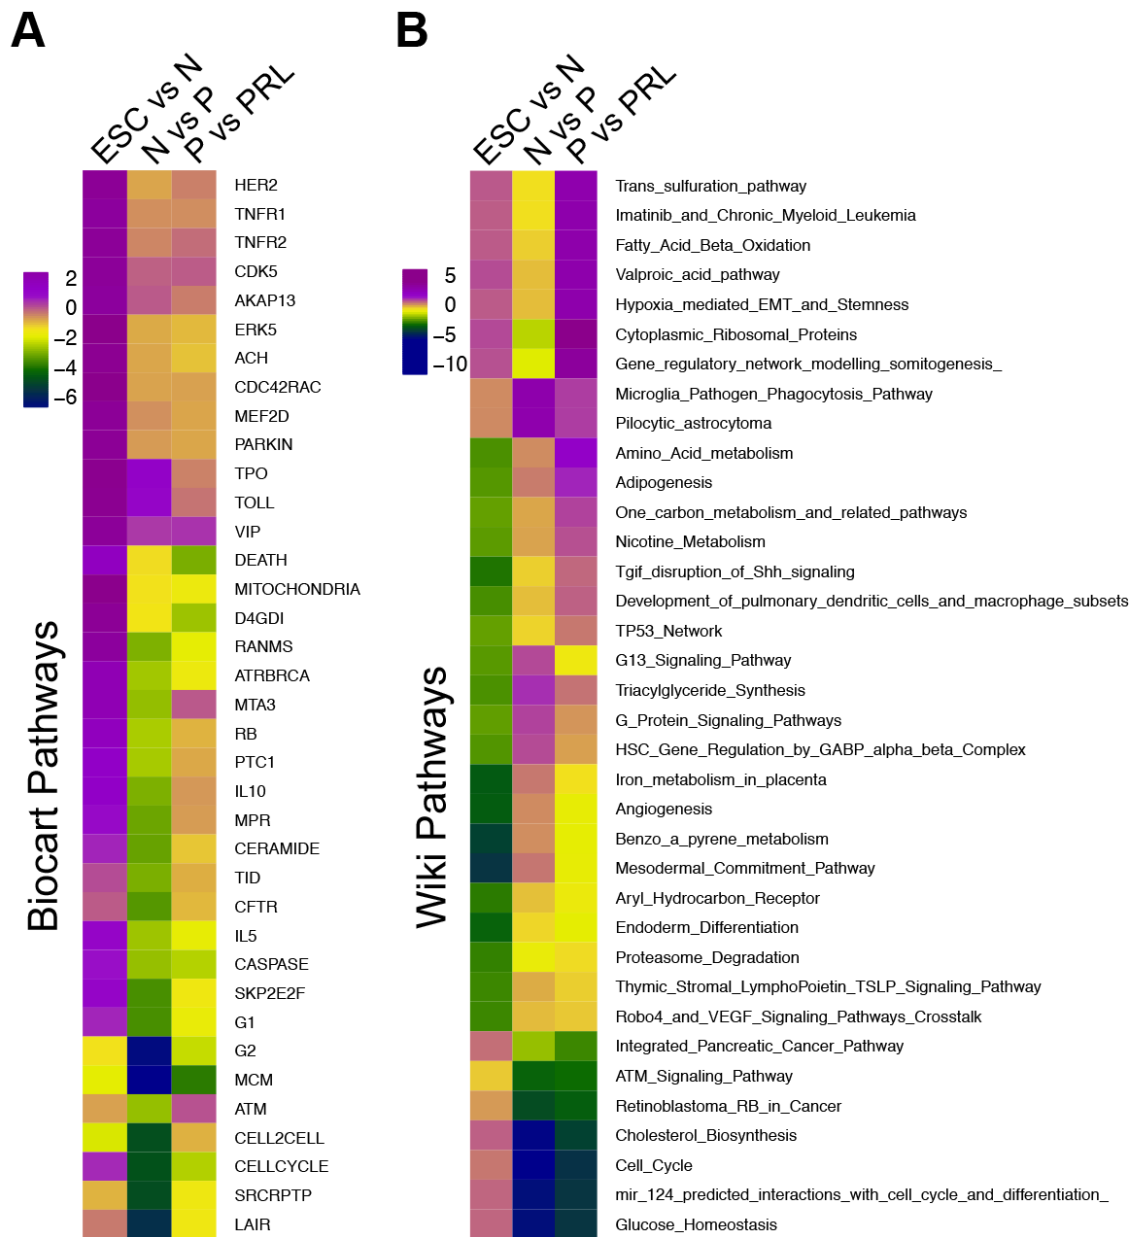 A
ESC vs N
N vs P
P vs PRL
2
0
−2
−4
−6
Biocart Pathways
HER2
TNFR1
TNFR2
CDK5
AKAP13
ERK5
ACH
CDC42RAC
MEF2D
PARKIN
TPO
TOLL
VIP
DEATH
MITOCHONDRIA
D4GDI
RANMS
ATRBRCA
MTA3
RB
PTC1
IL10
MPR
CERAMIDE
TID
CFTR
IL5
CASPASE
SKP2E2F
G1
G2
MCM
ATM
CELL2CELL
CELLCYCLE
SRCRPTP
LAIR
B
ESC vs N
N vs P
P vs PRL
5
0
−5
−10
Wiki Pathways
Trans_sulfuration_pathway
Imatinib_and_Chronic_Myeloid_Leukemia
Fatty_Acid_Beta_Oxidation
Valproic_acid_pathway
Hypoxia_mediated_EMT_and_Stemness
Cytoplasmic_Ribosomal_Proteins
Gene_regulatory_network_modelling_somitogenesis_
Microglia_Pathogen_Phagocytosis_Pathway
Pilocytic_astrocytoma
Amino_Acid_metabolism
Adipogenesis
One_carbon_metabolism_and_related_pathways
Nicotine_Metabolism
Tgif_disruption_of_Shh_signaling
Development_of_pulmonary_dendritic_cells_and_macrophage_subsets
TP53_Network
G13_Signaling_Pathway
Triacylglyceride_Synthesis
G_Protein_Signaling_Pathways
HSC_Gene_Regulation_by_GABP_alpha_beta_Complex
Iron_metabolism_in_placenta
Angiogenesis
Benzo_a_pyrene_metabolism
Mesodermal_Commitment_Pathway
Aryl_Hydrocarbon_Receptor
Endoderm_Differentiation
Proteasome_Degradation
Thymic_Stromal_LymphoPoietin_TSLP_Signaling_Pathway
Robo4_and_VEGF_Signaling_Pathways_Crosstalk
Integrated_Pancreatic_Cancer_Pathway
ATM_Signaling_Pathway
Retinoblastoma_RB_in_Cancer
Cholesterol_Biosynthesis
Cell_Cycle
mir_124_predicted_interactions_with_cell_cycle_and_differentiation_
Glucose_Homeostasis